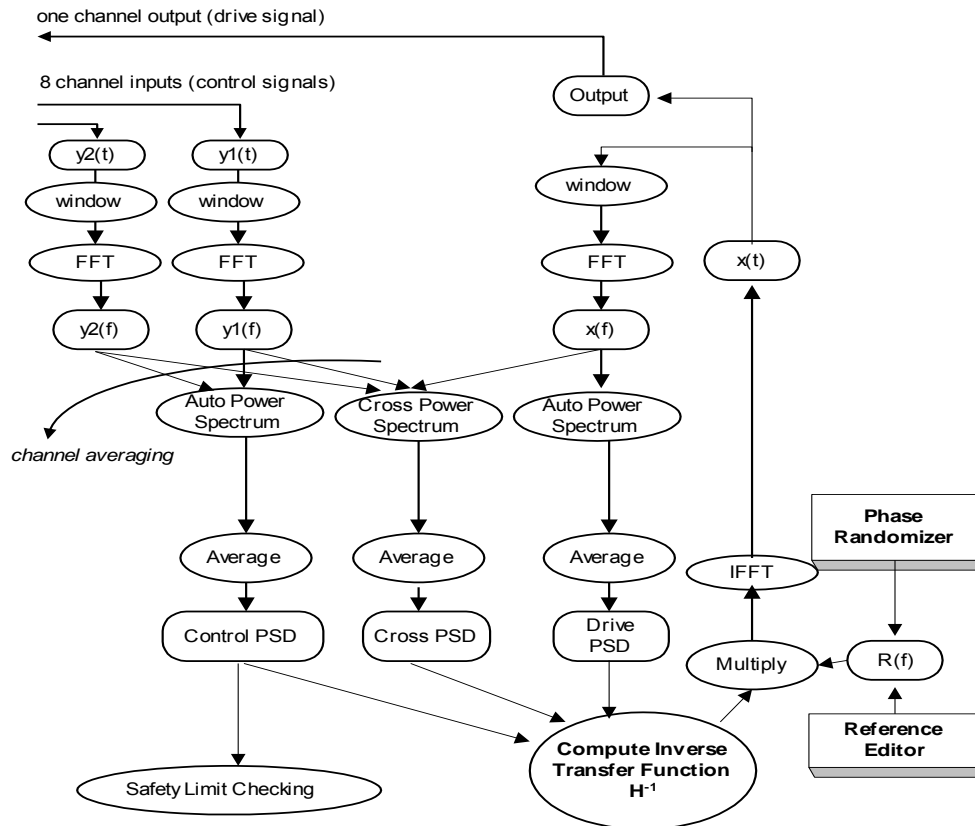 one channel output (drive signal)
8 channel inputs (control signals)
Output
y2(t)
y1(t)
window
window
window
FFT
FFT
FFT
x(t)
y2(f)
y1(f)
x(f)
Auto Power
Spectrum
Cross Power
Spectrum
Auto Power
Spectrum
channel averaging
Phase
Randomizer
Average
Average
Average
IFFT
Control PSD
Cross PSD
Drive
PSD
Multiply
R(f)
Compute Inverse
Transfer Function
H-1
Reference
Editor
Safety Limit Checking